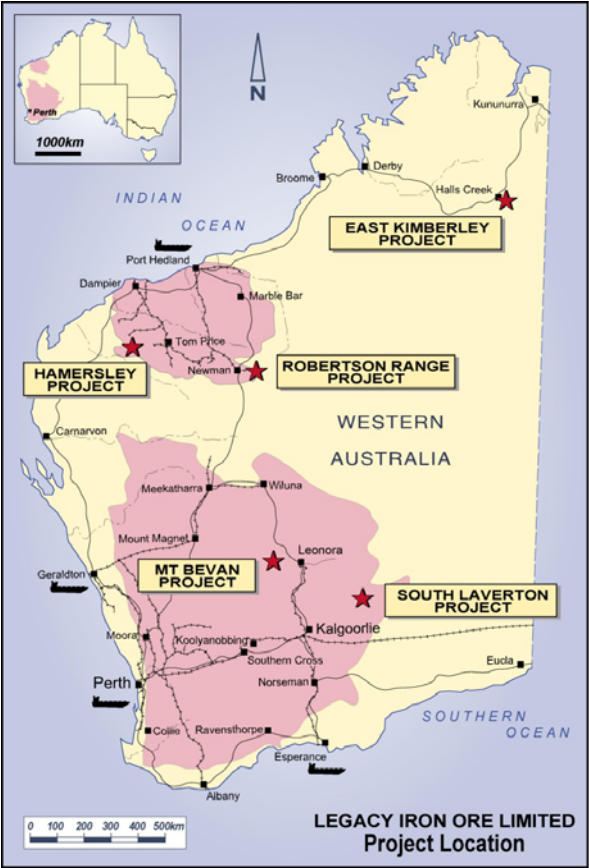 Perth
1000km
N
Kununurra
Derby
Broome
Halls Creek
INDIAN
OCEAN
EAST KIMBERLEY
PROJECT
Port Hedland
Dampier
Marble Bar
Tom Price
HAMERSLEY
PROJECT
Newman
ROBERTSON RANGE
PROJECT
WESTERN
AUSTRALIA
Carnarvon
Meekatharra
Wiluna
Mount Magnet
Leonora
MT BEVAN
PROJECT
Geraldton
SOUTH LAVERTON
PROJECT
Kalgoorlie
Moora
Koolyanobbing
Southern Cross
Eucla
Perth
Norseman
SOUTHERN
OCEAN
Collie
Ravensthorpe
Esperance
Albany
0 100 200 300 400 500km
LEGACY IRON ORE LIMITED
Project Location